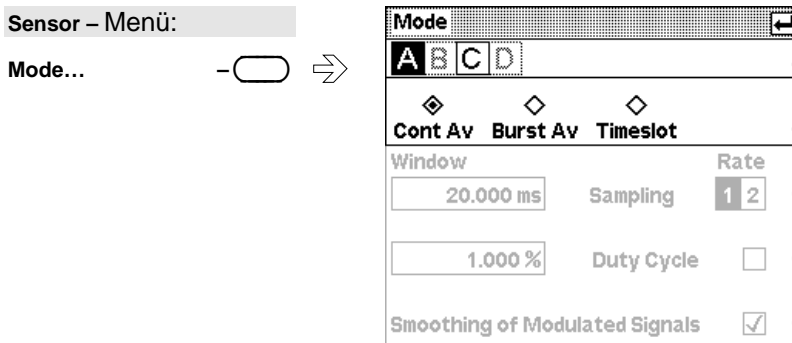 Sensor – Menü:
Mode… –
Mode
A B C D
Cont Av Burst Av Timeslot
Window Rate
20.000 ms Sampling 1 2
1.000 % Duty Cycle
Smoothing of Modulated Signals